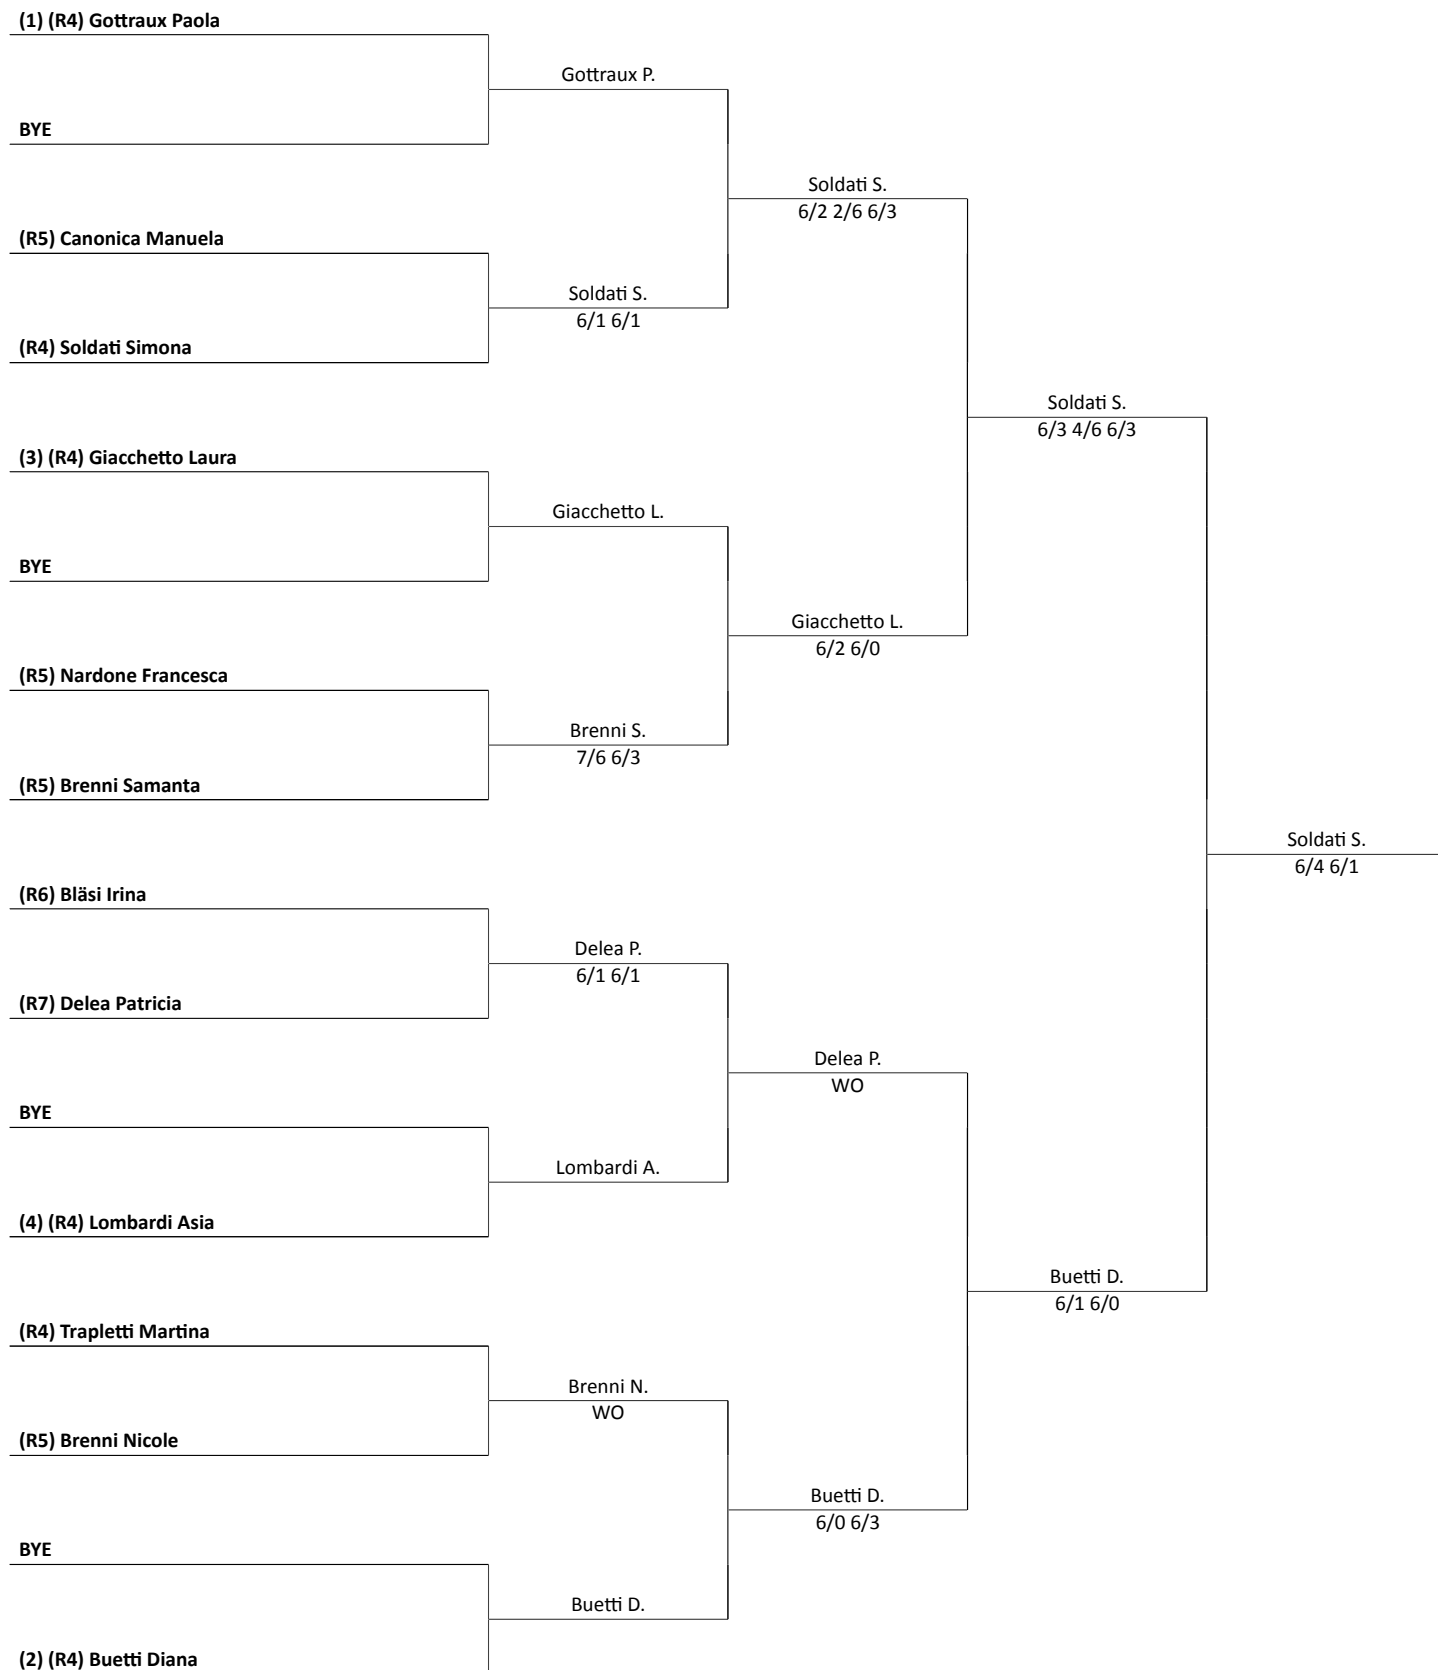 (1) (R4) Gottraux Paola
Gottraux P.
BYE
Soldati S.
6/2 2/6 6/3
(R5) Canonica Manuela
Soldati S.
6/1 6/1
(R4) Soldati Simona
Soldati S.
6/3 4/6 6/3
(3) (R4) Giacchetto Laura
Giacchetto L.
BYE
Giacchetto L.
6/2 6/0
(R5) Nardone Francesca
Brenni S.
7/6 6/3
(R5) Brenni Samanta
Soldati S.
6/4 6/1
(R6) Bläsi Irina
Delea P.
6/1 6/1
(R7) Delea Patricia
Delea P.
WO
BYE
Lombardi A.
(4) (R4) Lombardi Asia
Buetti D.
6/1 6/0
(R4) Trapletti Martina
Brenni N.
WO
(R5) Brenni Nicole
Buetti D.
6/0 6/3
BYE
Buetti D.
(2) (R4) Buetti Diana